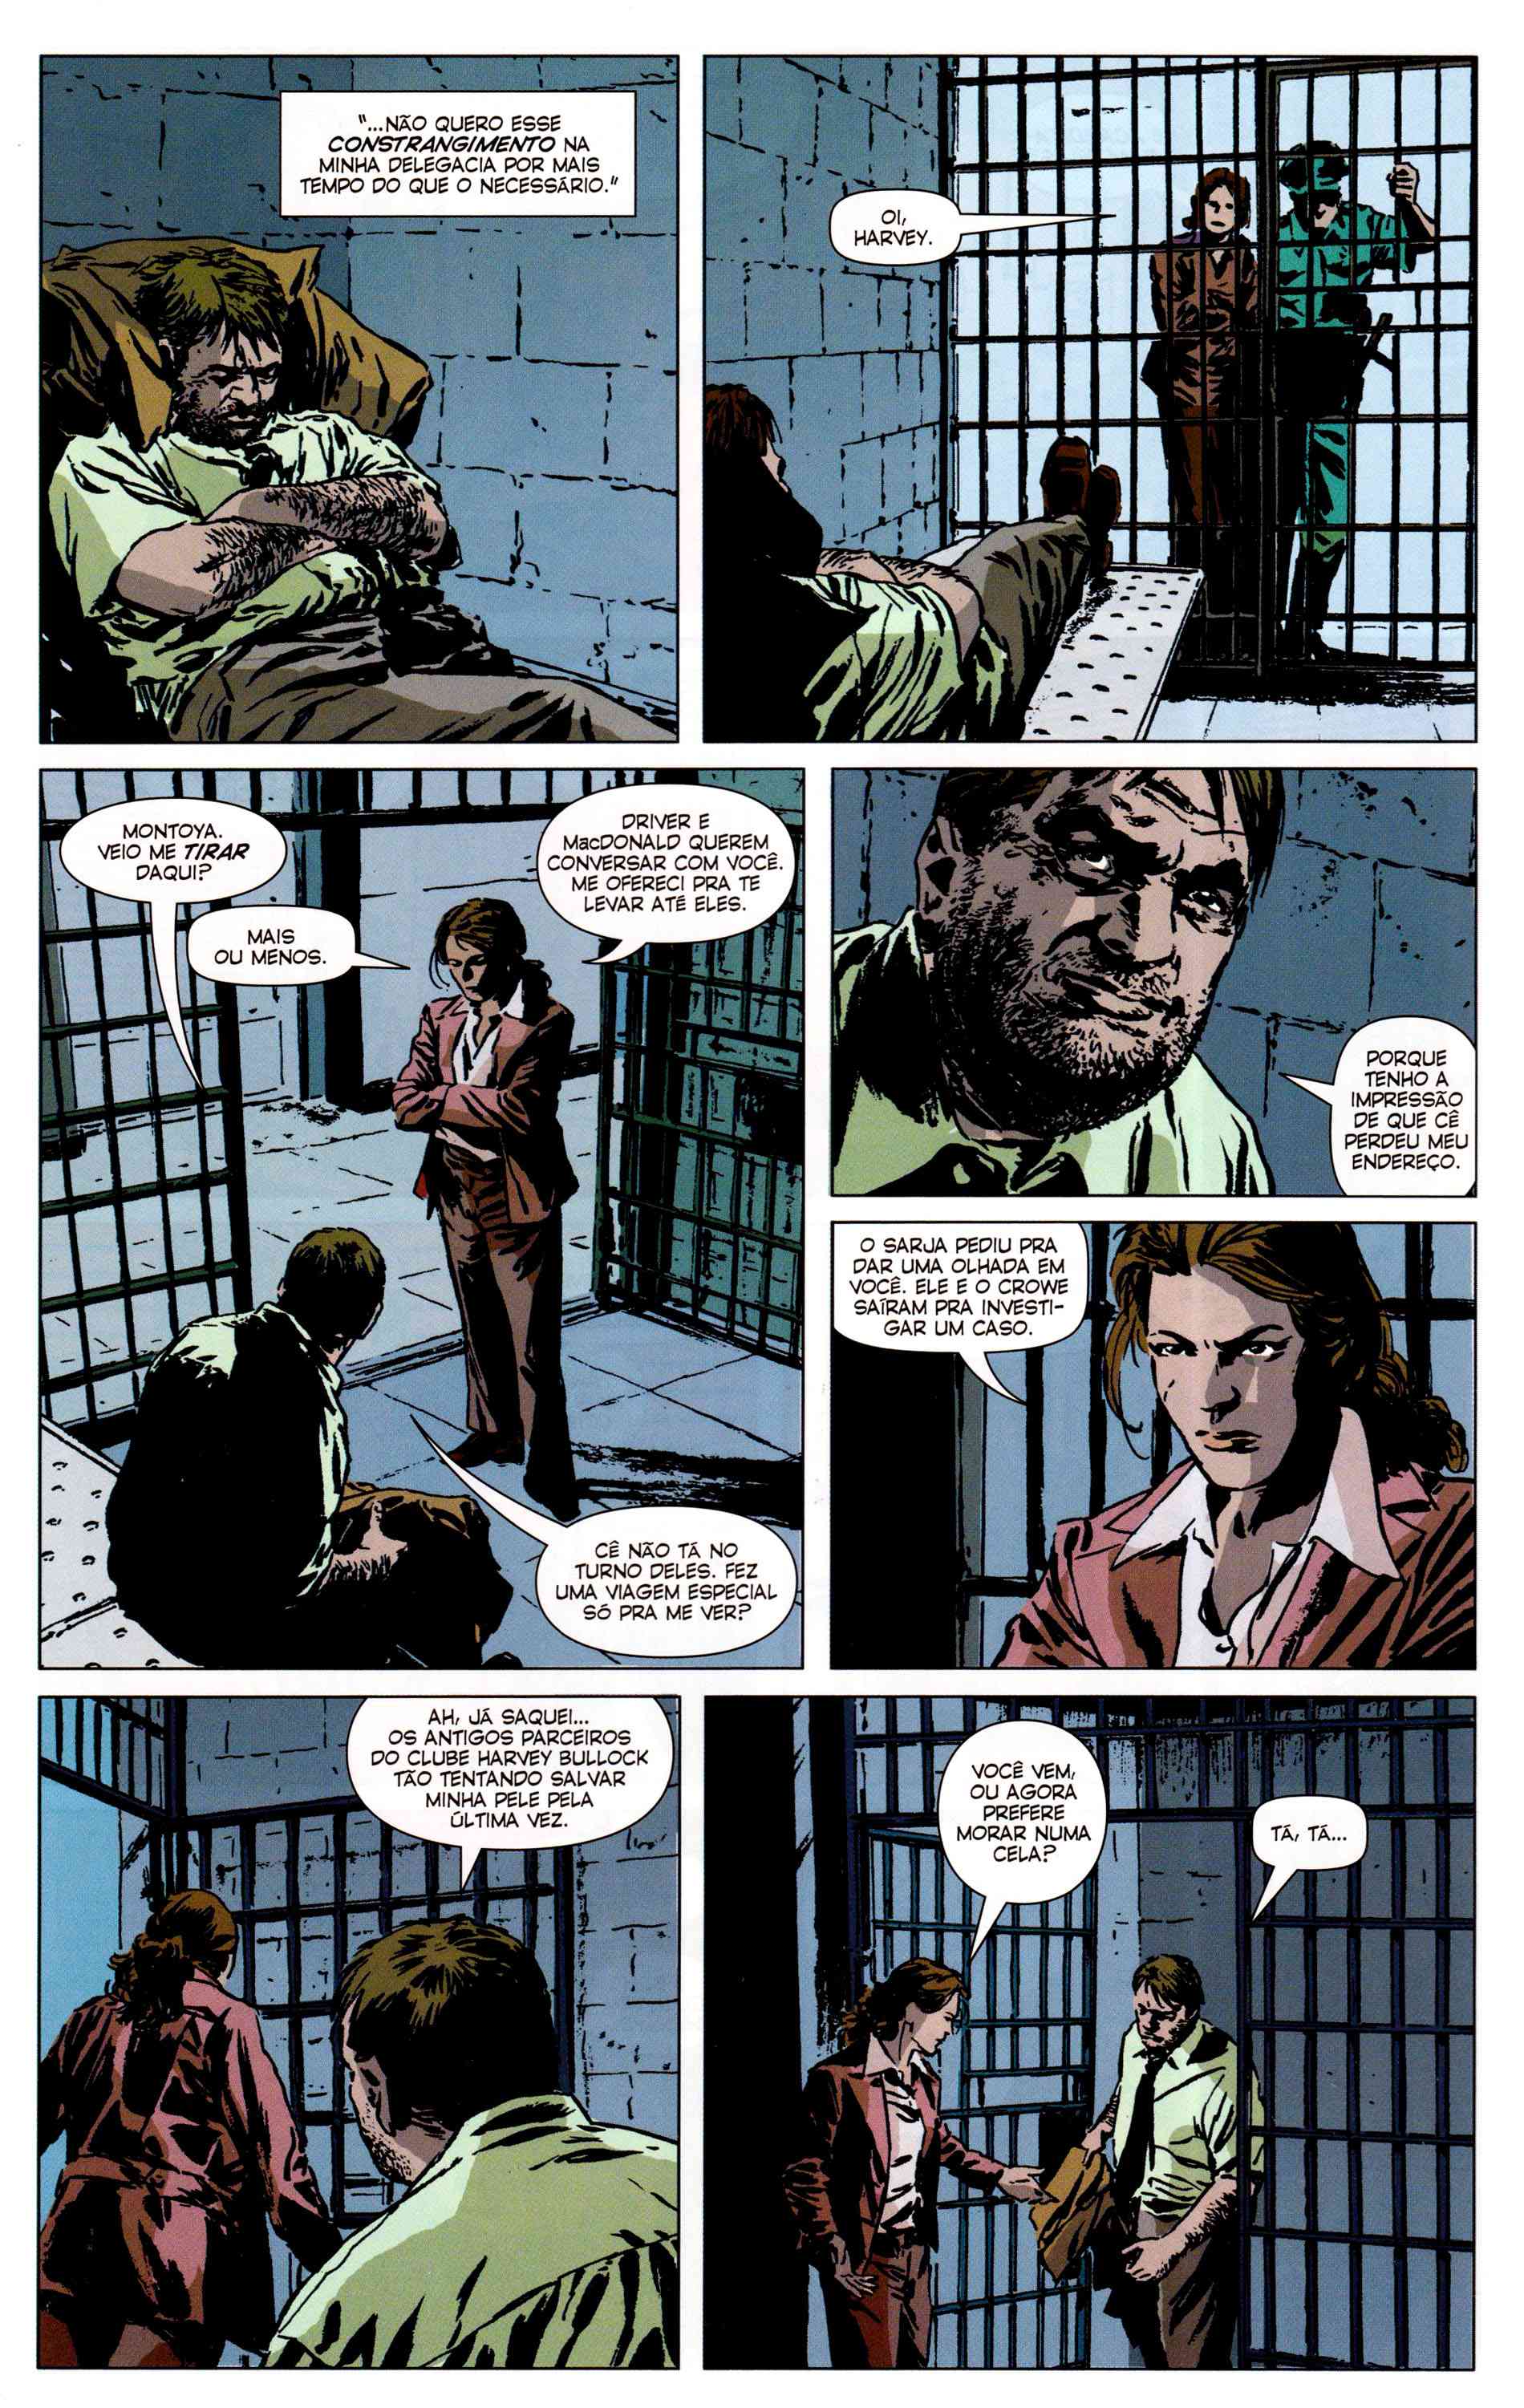 "...NÃO QUERO ESSE
CONSTRANGIMENTO NA
MINHA DELEGACIA POR MAIS
TEMPO DO QUE O NECESSÁRIO."
OI,
HARVEY.
MONTOYA.
VEIO ME TIRAR
DAQUI?
MAIS
OU MENOS.
DRIVER E
MacDONALD QUEREM
CONVERSAR COM VOCÊ.
ME OFERECI PRA TE
LEVAR ATÉ ELES.
CÊ NÃO TÁ NO
TURNO DELES. FEZ
UMA VIAGEM ESPECIAL
SÓ PRA ME VER?
PORQUE
TENHO A
IMPRESSÃO
DE QUE CÊ
PERDEU MEU
ENDEREÇO.
O SARJA PEDIU PRA
DAR UMA OLHADA EM
VOCÊ. ELE E O CROWE
SAÍRAM PRA INVESTI-
GAR UM CASO.
AH, JÁ SAQUEI...
OS ANTIGOS PARCEIROS
DO CLUBE HARVEY BULLOCK
TÃO TENTANDO SALVAR
MINHA PELE PELA
ÚLTIMA VEZ.
VOCÊ VEM,
OU AGORA
PREFERE
MORAR NUMA
CELA?
TÁ, TÁ...